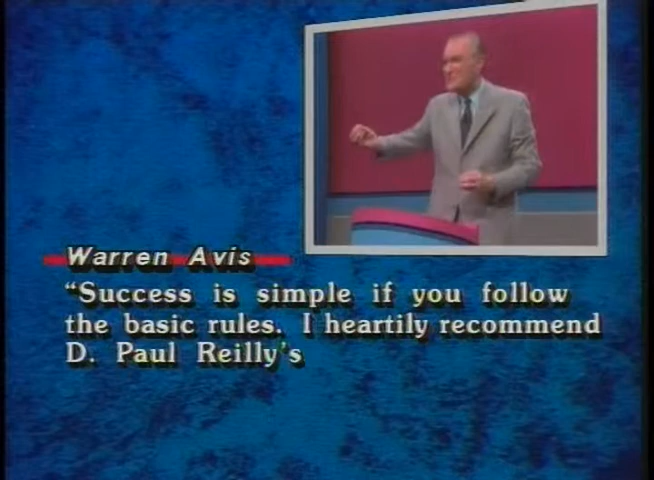 Warren Avis
“Success is simple if you follow
the basic rules. I heartily recommend
D. Paul Reilly's